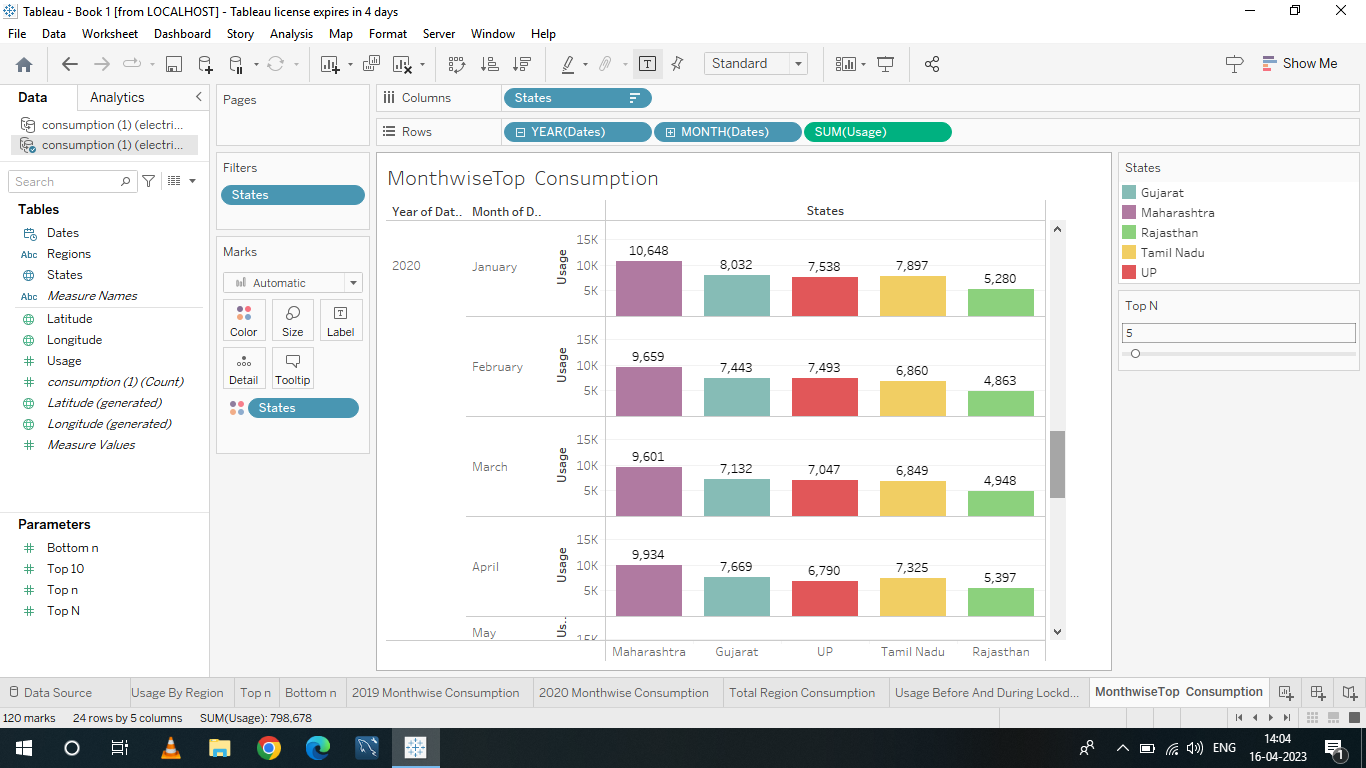 Tableau - Book 1 [from LOCALHOST] - Tableau license expires in 4 days
File Data Worksheet Dashboard Story Analysis Map Format Server Window Help
Standard
Show Me
Data Analytics
consumption (1) (electri...
consumption (1) (electri...
Search
Tables
Dates
Abc Regions
States
Abc Measure Names
Latitude
Longitude
Usage
consumption (1) (Count)
Latitude (generated)
Longitude (generated)
Measure Values
Parameters
Bottom n
Top 10
Top n
Top N
Pages
Filters
States
Marks
Automatic
Color Size Label
Detail Tooltip
States
Columns States
Rows YEAR(Dates) MONTH(Dates) SUM(Usage)
MonthwiseTop Consumption
Year of Dat.. Month of D.. States
2020 January Usage 15K 10K 5K 10,648 8,032 7,538 7,897 5,280
February Usage 15K 10K 5K 9,659 7,443 7,493 6,860 4,863
March Usage 15K 10K 5K 9,601 7,132 7,047 6,849 4,948
April Usage 15K 10K 5K 9,934 7,669 6,790 7,325 5,397
May Us.. 15K
Maharashtra Gujarat UP Tamil Nadu Rajasthan
States
Gujarat
Maharashtra
Rajasthan
Tamil Nadu
UP
Top N
5
Data Source Usage By Region Top n Bottom n 2019 Monthwise Consumption 2020 Monthwise Consumption Total Region Consumption Usage Before And During Lockd... MonthwiseTop Consumption
120 marks 24 rows by 5 columns SUM(Usage): 798,678
ENG 14:04
16-04-2023
1